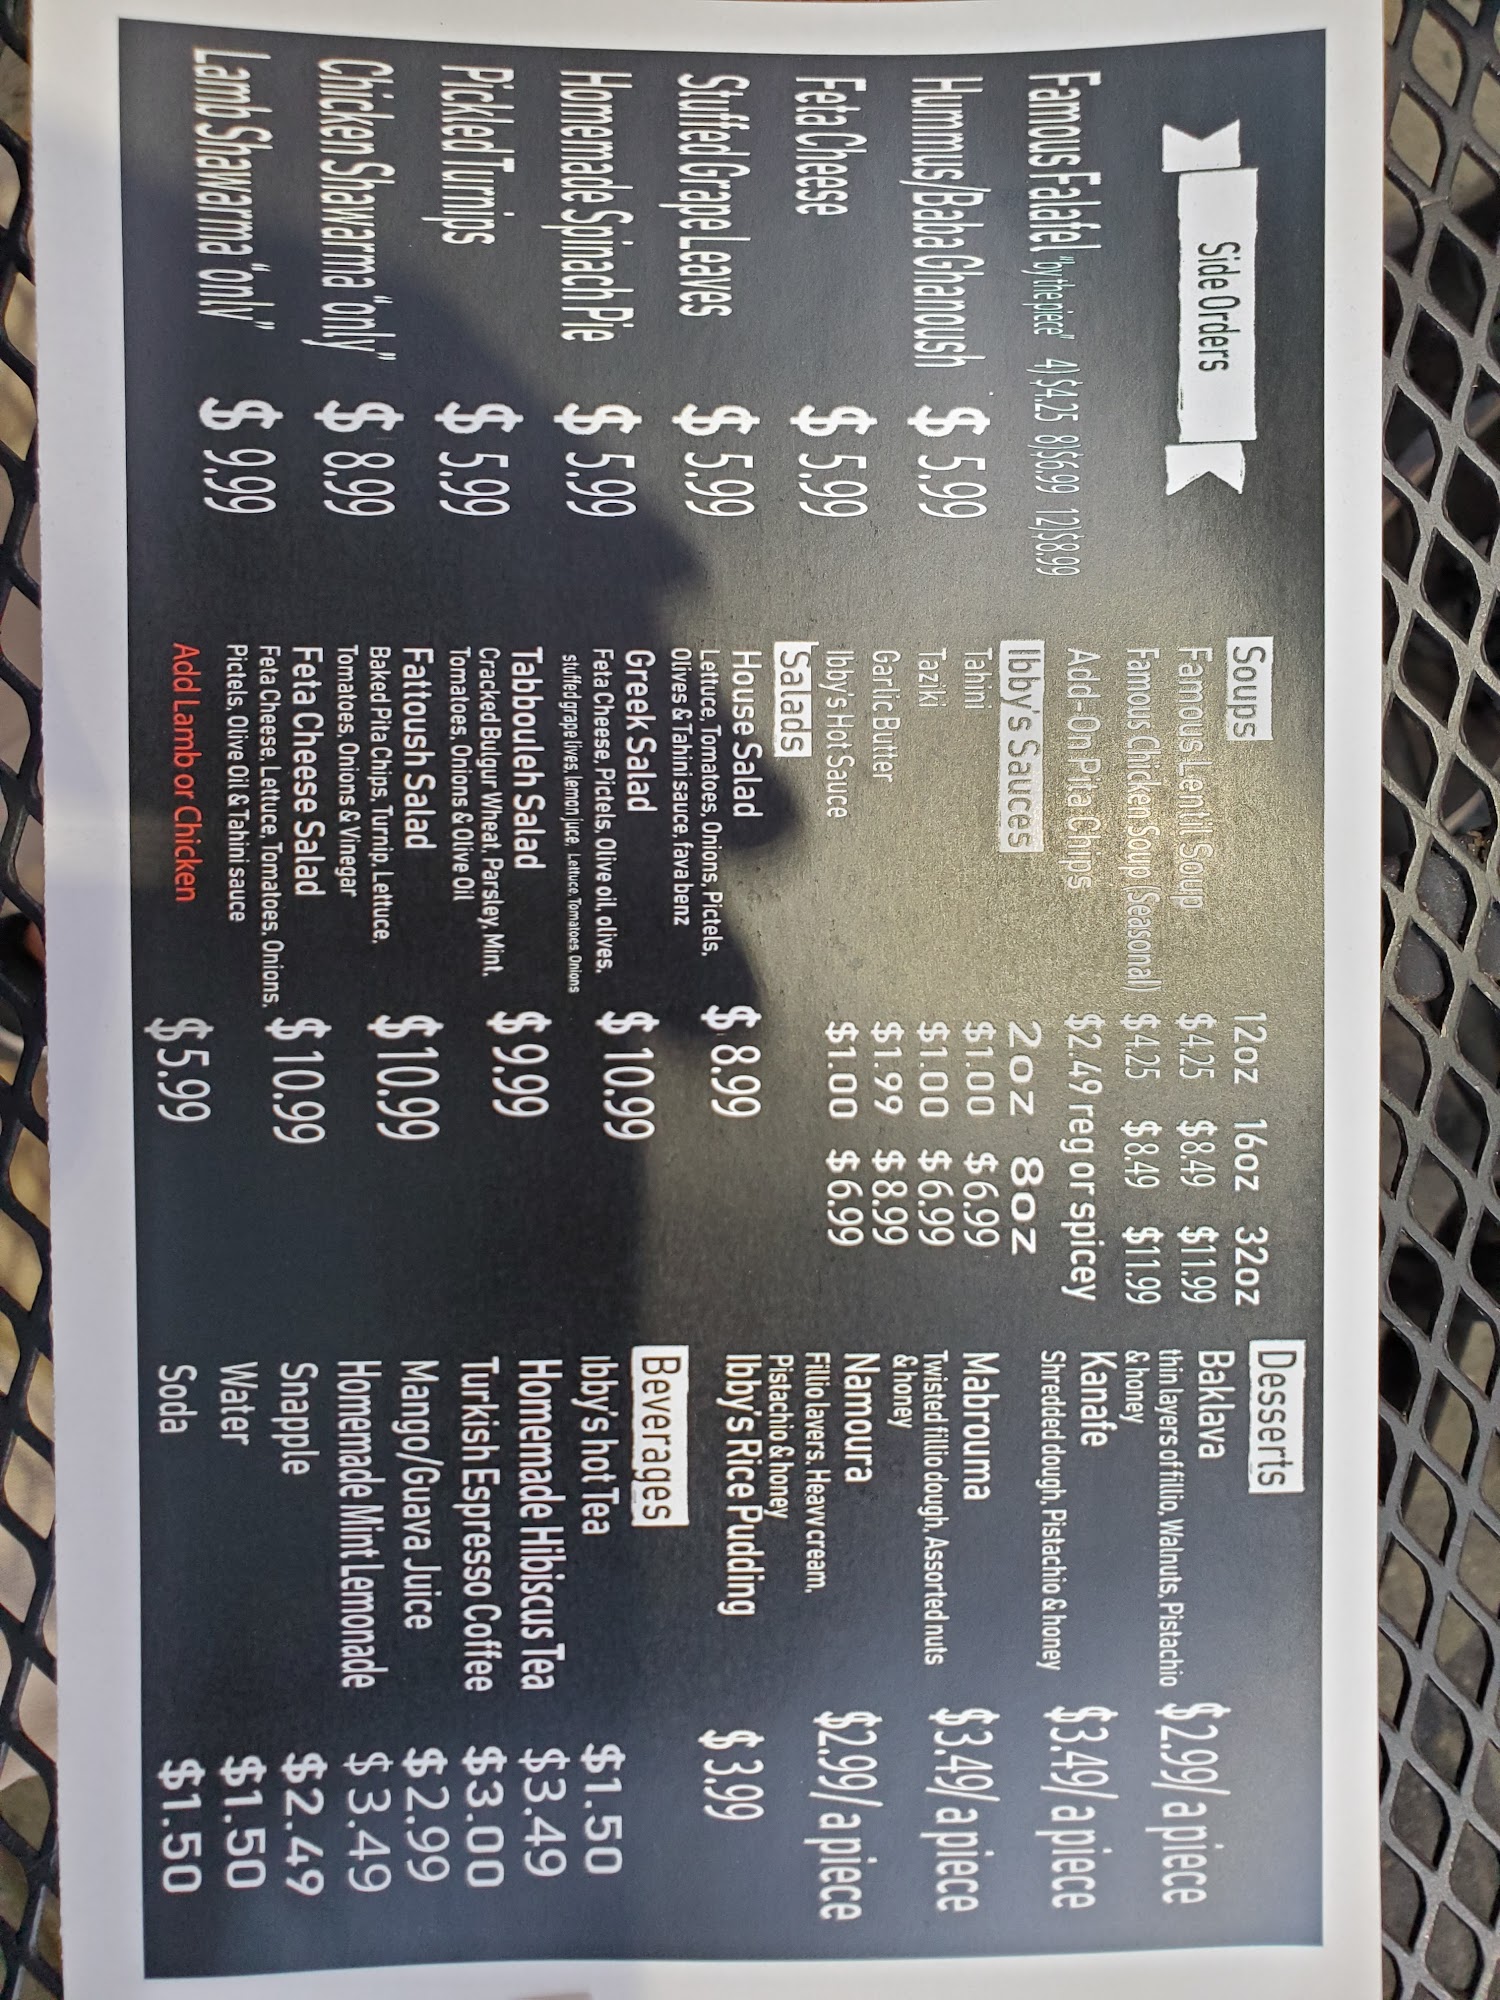 Side Orders
Famous Falafel "by the piece" 4)$4.25 8)$6.99 12)$8.99
Hummus/Baba Ghanoush $ 5.99
Feta Cheese $ 5.99
Stuffed Grape Leaves $ 5.99
Homemade Spinach Pie $ 5.99
Pickled Turnips $ 5.99
Chicken Shawarma "only" $ 8.99
Lamb Shawarma "only" $ 9.99
Soups 12oz 16oz 32oz
Famous Lentil Soup $4.25 $8.49 $11.99
Famous Chicken Soup (Seasonal) $4.25 $8.49 $11.99
Add-On Pita Chips $2.49 reg or spicey
Ibby's Sauces 2oz 8oz
Tahini $1.00 $6.99
Taziki $1.00 $6.99
Garlic Butter $1.99 $8.99
Ibby's Hot Sauce $1.00 $6.99
Salads
House Salad $ 8.99
Lettuce, Tomatoes, Onions, Pictels,
Olives & Tahini sauce, fava benz
Greek Salad $ 10.99
Feta Cheese, Pictels, Olive oil, olives,
stuffed grape lives, lemon juce, Lettuce, Tomatoes, Onions
Tabbouleh Salad $ 9.99
Cracked Bulgur Wheat, Parsley, Mint,
Tomatoes, Onions & Olive Oil
Fattoush Salad $ 10.99
Baked Pita Chips, Turnip, Lettuce,
Tomatoes, Onions & Vinegar
Feta Cheese Salad $ 10.99
Feta Cheese, Lettuce, Tomatoes, Onions,
Pictels, Olive Oil & Tahini sauce
Add Lamb or Chicken $5.99
Desserts
Baklava $2.99/ a piece
thin layers of fillio, Walnuts, Pistachio
& honey
Kanafe $3.49/ a piece
Shredded dough, Pistachio & honey
Mabrouma $3.49/ a piece
Twisted fillio dough, Assorted nuts
& honey
Namoura $2.99/ a piece
Fillio layers, Heavy cream,
Pistachio & honey
Ibby's Rice Pudding $ 3.99
Beverages
Ibby's hot Tea $1.50
Homemade Hibiscus Tea $3.49
Turkish Espresso Coffee $3.00
Mango/Guava Juice $2.99
Homemade Mint Lemonade $3.49
Snapple $2.49
Water $1.50
Soda $1.50